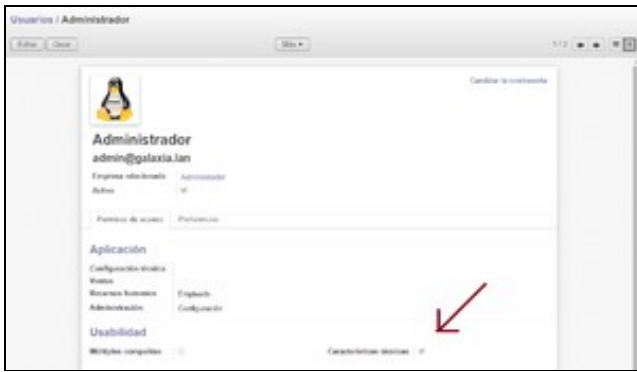 Usuarios / Administrador
Editar Crear Más 1 / 2
Cambiar la contraseña
Administrador
admin@galaxia.lan
Empresa relacionada Administrador
Activo
Permisos de acceso Preferencias
Aplicación
Configuración técnica
Ventas
Recursos humanos Empleado
Administración Configuración
Usabilidad
Múltiples compañías Características técnicas